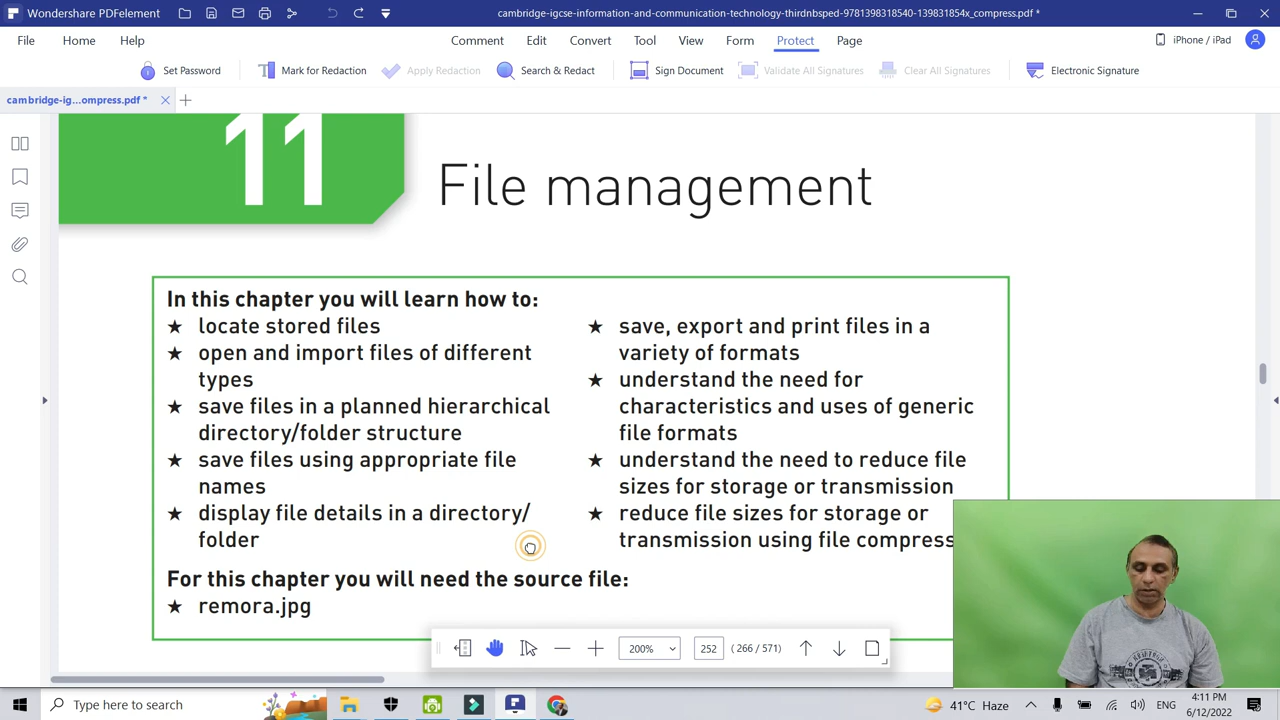 Wondershare PDFelement
cambridge-igcse-information-and-communication-technology-thirdnbsped-9781398318540-139831854x_compress.pdf *
File Home Help Comment Edit Convert Tool View Form Protect Page iPhone / iPad
Set Password Mark for Redaction Apply Redaction Search & Redact Sign Document Validate All Signatures Clear All Signatures Electronic Signature
cambridge-ig...ompress.pdf *
11
File management
In this chapter you will learn how to:
★ locate stored files
★ open and import files of different
types
★ save files in a planned hierarchical
directory/folder structure
★ save files using appropriate file
names
★ display file details in a directory/
folder
★ save, export and print files in a
variety of formats
★ understand the need for
characteristics and uses of generic
file formats
★ understand the need to reduce file
sizes for storage or transmission
★ reduce file sizes for storage or
transmission using file compress
For this chapter you will need the source file:
★ remora.jpg
200% 252 (266 / 571)
Type here to search
41°C Haze
ENG
4:11 PM
6/12/2022